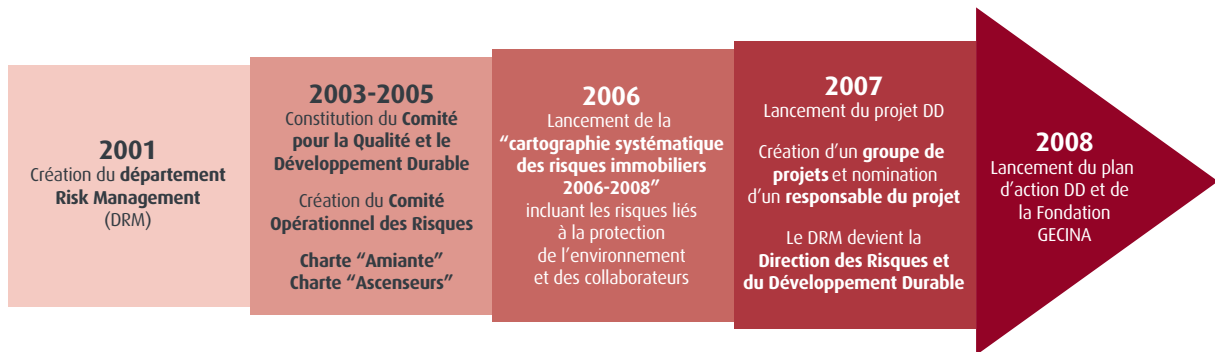 2001
Création du département
Risk Management
(DRM)
2003-2005
Constitution du Comité
pour la Qualité et le
Développement Durable
Création du Comité
Opérationnel des Risques
Charte “Amiante”
Charte “Ascenseurs”
2006
Lancement de la
“cartographie systématique
des risques immobiliers
2006-2008”
incluant les risques liés
à la protection
de l’environnement
et des collaborateurs
2007
Lancement du projet DD
Création d’un groupe de
projets et nomination
d’un responsable du projet
Le DRM devient la
Direction des Risques et
du Développement Durable
2008
Lancement du plan
d’action DD et de
la Fondation
GECINA